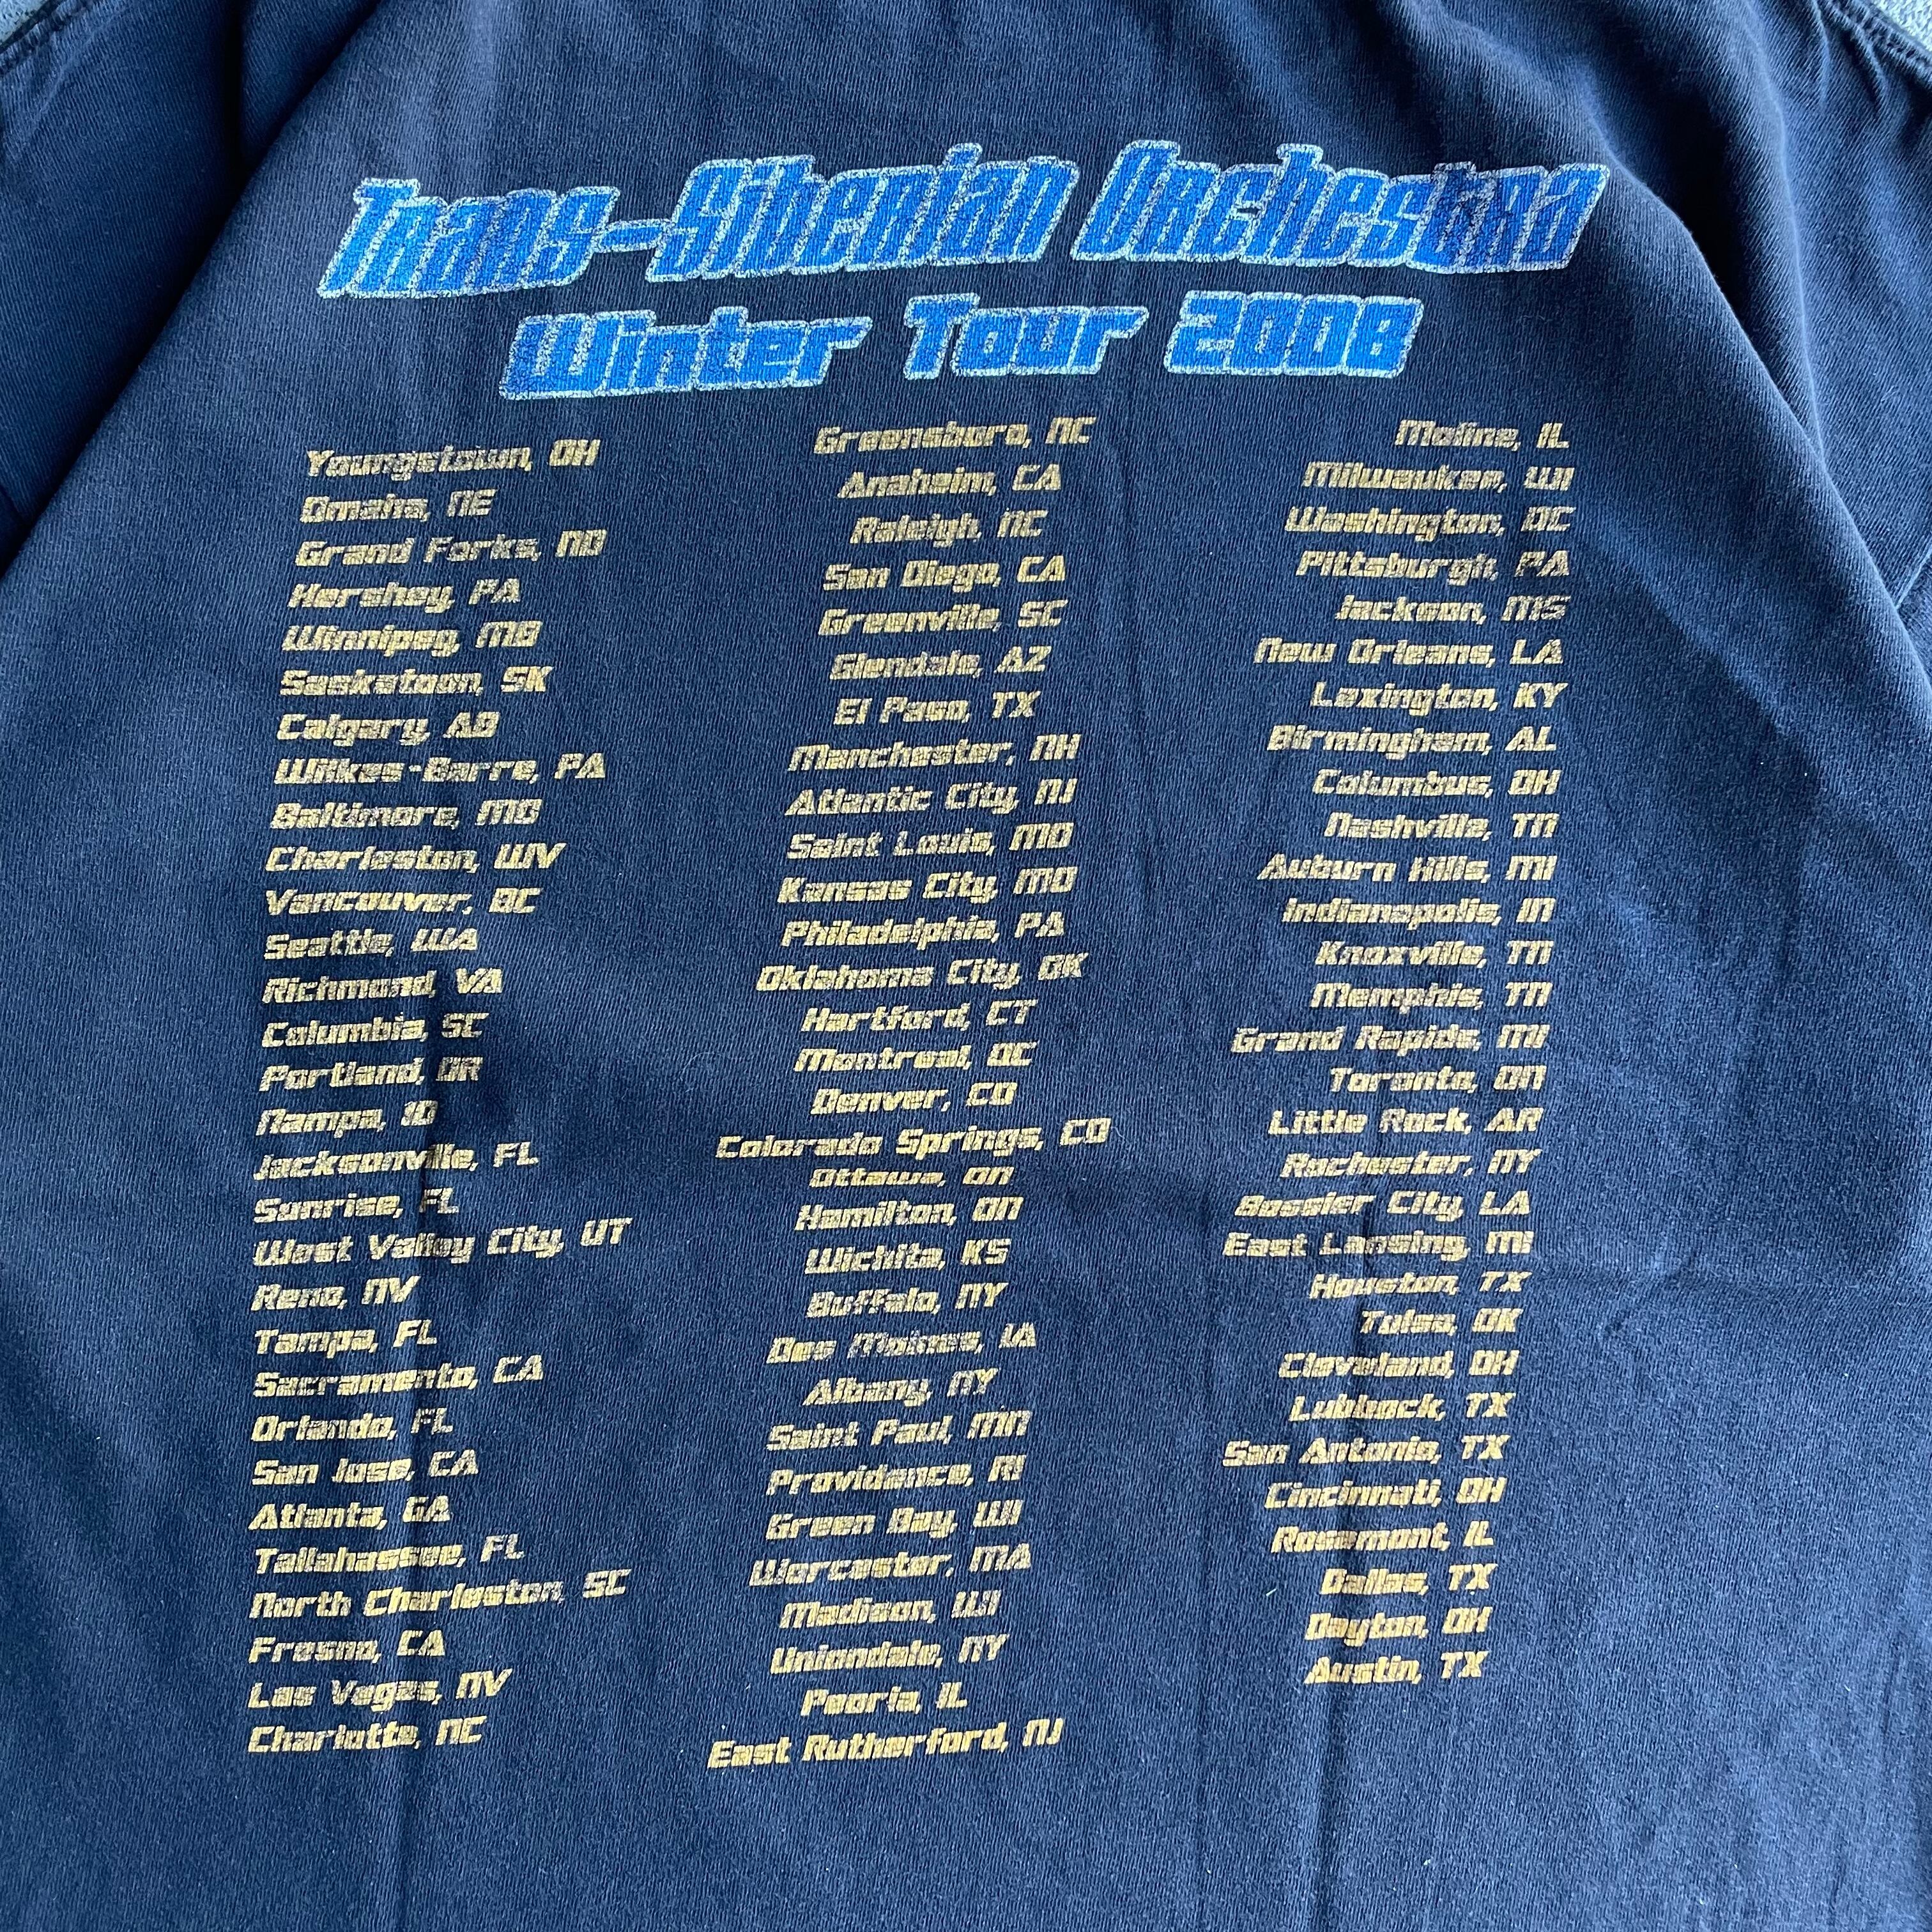 Trans-Siberian Orchestra
Winter Tour 2008
Youngstown, OH
Omaha, NE
Grand Forks, ND
Hershey, PA
Winnipeg, MB
Saskatoon, SK
Calgary, AB
Wilkes-Barre, PA
Baltimore, MD
Charleston, WV
Vancouver, BC
Seattle, WA
Richmond, VA
Columbia, SC
Portland, OR
Nampa, ID
Jacksonville, FL
Sunrise, FL
West Valley City, UT
Reno, NV
Tampa, FL
Sacramento, CA
Orlando, FL
San Jose, CA
Atlanta, GA
Tallahassee, FL
North Charleston, SC
Fresno, CA
Las Vegas, NV
Charlotte, NC
Greensboro, NC
Anaheim, CA
Raleigh, NC
San Diego, CA
Greenville, SC
Glendale, AZ
El Paso, TX
Manchester, NH
Atlantic City, NJ
Saint Louis, MO
Kansas City, MO
Philadelphia, PA
Oklahoma City, OK
Hartford, CT
Montreal, QC
Denver, CO
Colorado Springs, CO
Ottawa, ON
Hamilton, ON
Wichita, KS
Buffalo, NY
Des Moines, IA
Albany, NY
Saint Paul, MN
Providence, RI
Green Bay, WI
Worcester, MA
Madison, WI
Uniondale, NY
Peoria, IL
East Rutherford, NJ
Moline, IL
Milwaukee, WI
Washington, DC
Pittsburgh, PA
Jackson, MS
New Orleans, LA
Lexington, KY
Birmingham, AL
Columbus, OH
Nashville, TN
Auburn Hills, MI
Indianapolis, IN
Knoxville, TN
Memphis, TN
Grand Rapids, MI
Toronto, ON
Little Rock, AR
Rochester, NY
Bossier City, LA
East Lansing, MI
Houston, TX
Tulsa, OK
Cleveland, OH
Lubbock, TX
San Antonio, TX
Cincinnati, OH
Rosemont, IL
Dallas, TX
Dayton, OH
Austin, TX